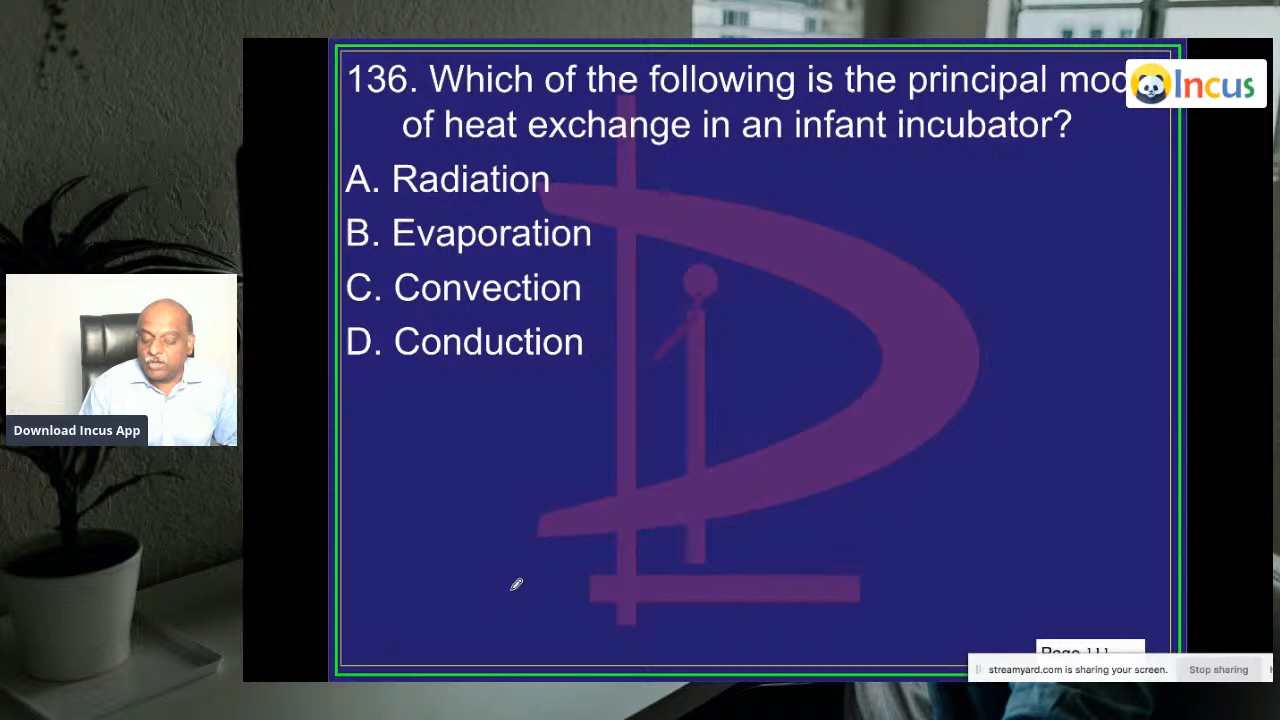 136. Which of the following is the principal
of heat exchange in an infant incubator?
A. Radiation
B. Evaporation
C. Convection
D. Conduction
Incus
Download Incus App
streamyard.com is sharing your screen.
Stop sharing